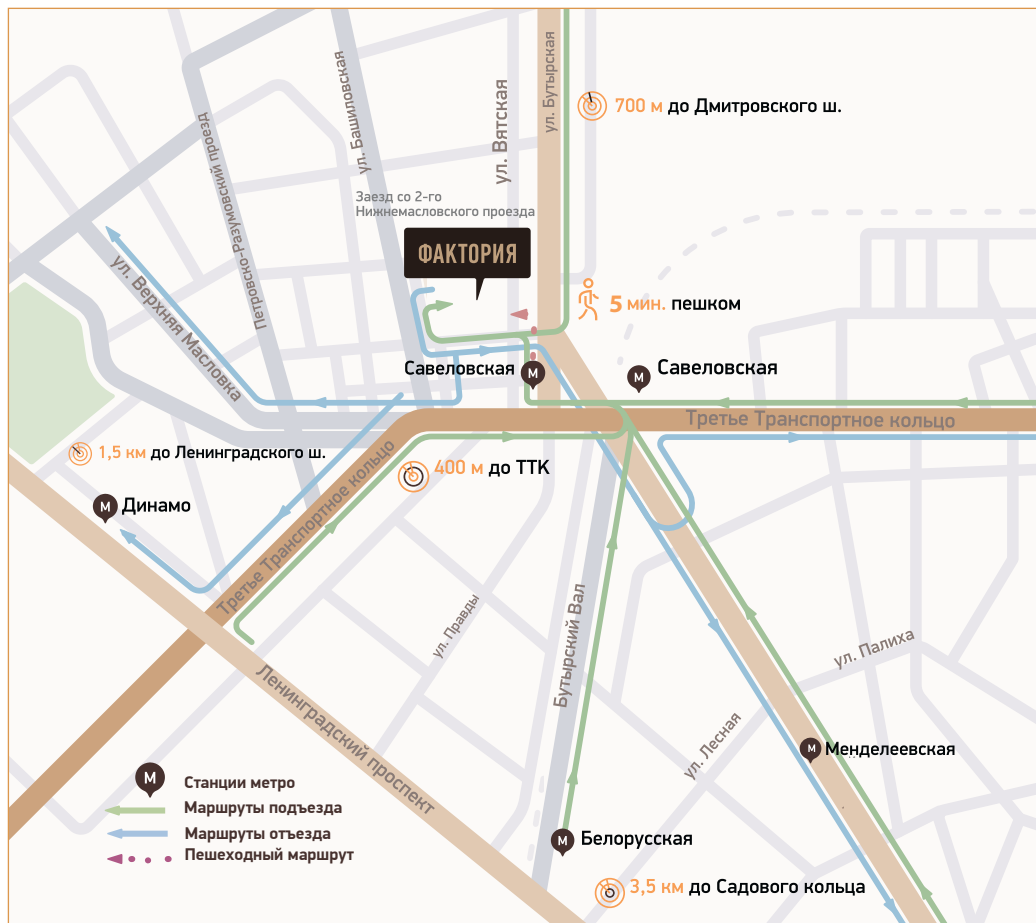 ул. Бутырская
700 м до Дмитровского ш.
ул. Вятская
ул. Башиловская
Петровско-Разумовский проезд
Заезд со 2-го
Нижнемасловского проезда
ФАКТОРИЯ
ул. Верхняя Масловка
5 мин. пешком
Савеловская
М
М
Савеловская
Третье Транспортное кольцо
1,5 км до Ленинградского ш.
400 м до ТТК
М
Динамо
Третье Транспортное кольцо
ул. Правды
Бутырский Вал
ул. Палиха
Ленинградский проспект
ул. Лесная
М
Менделеевская
М
Станции метро
Маршруты подъезда
Маршруты отъезда
Пешеходный маршрут
М
Белорусская
3,5 км до Садового кольца